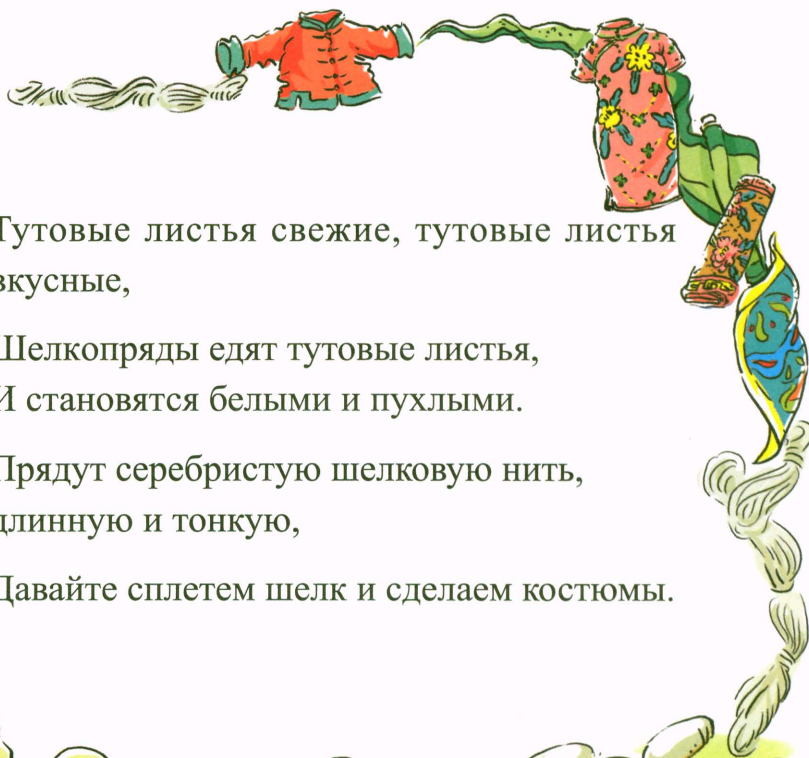 Тутовые листья свежие, тутовые листья
вкусные,
Шелкопряды едят тутовые листья,
И становятся белыми и пухлыми.
Прядут серебристую шелковую нить,
длинную и тонкую,
Давайте сплетем шелк и сделаем костюмы.